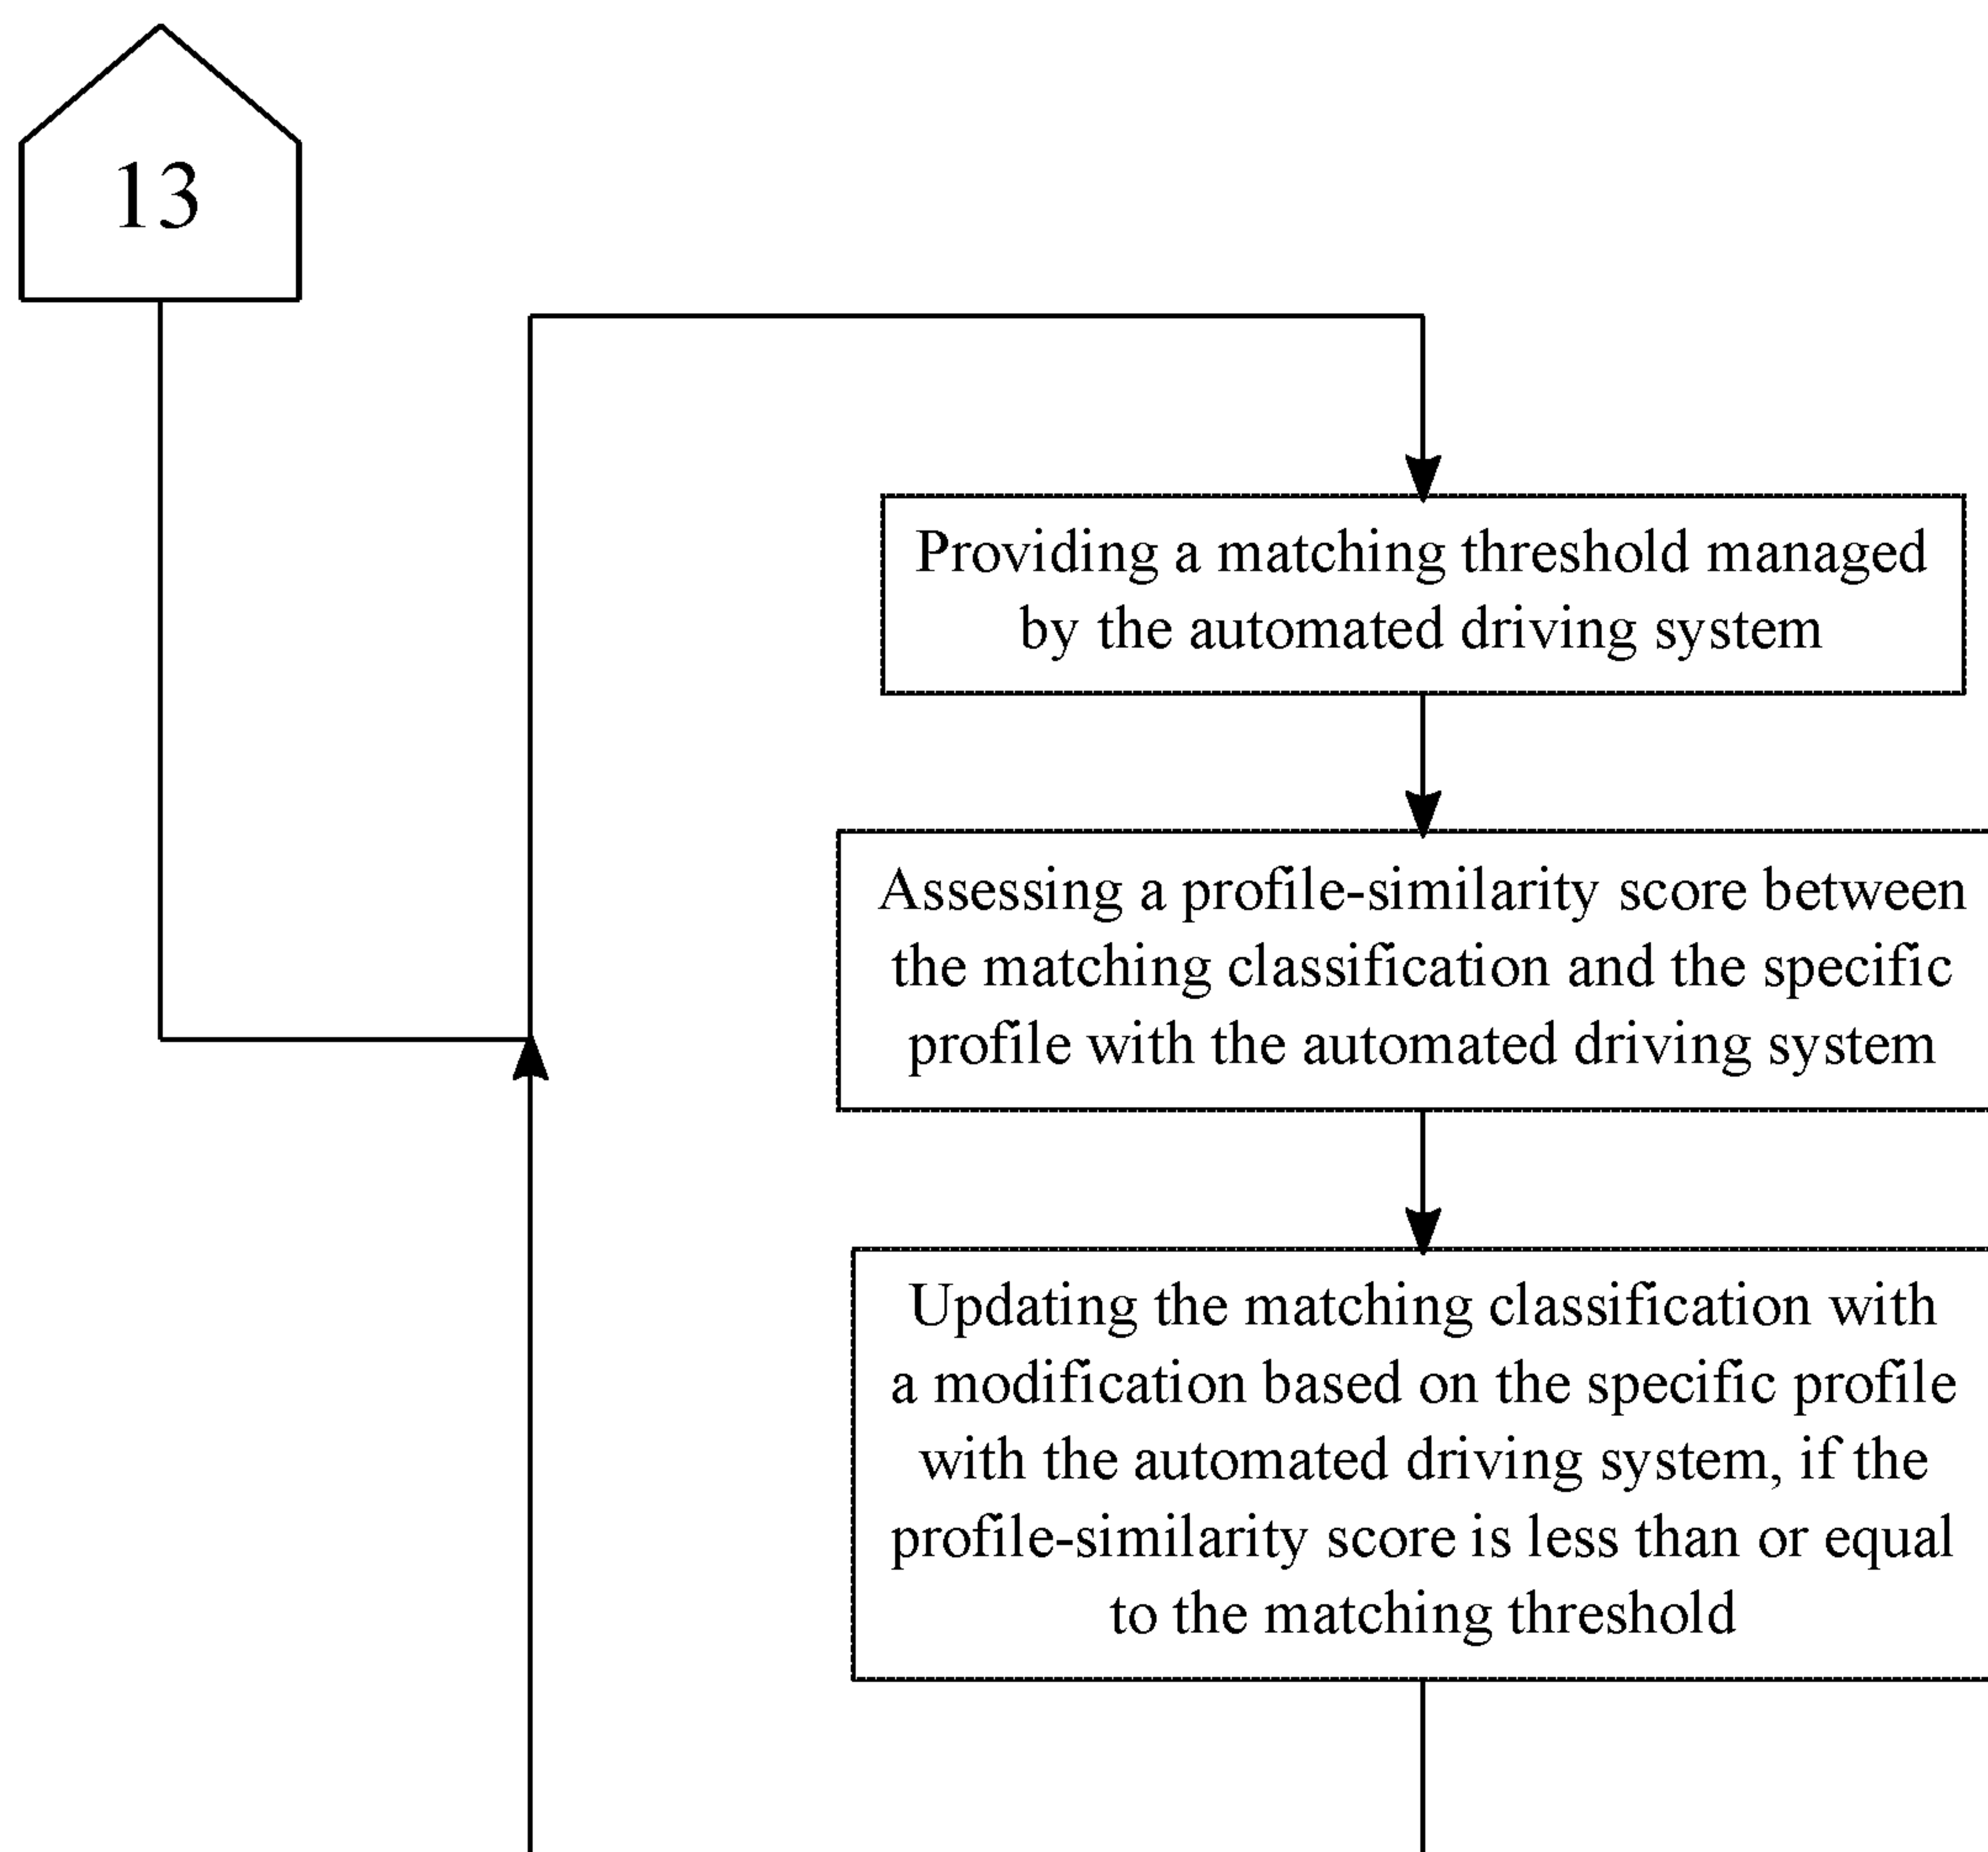 13
Providing a matching threshold managed
by the automated driving system
Assessing a profile-similarity score between
the matching classification and the specific
profile with the automated driving system
Updating the matching classification with
a modification based on the specific profile
with the automated driving system, if the
profile-similarity score is less than or equal
to the matching threshold